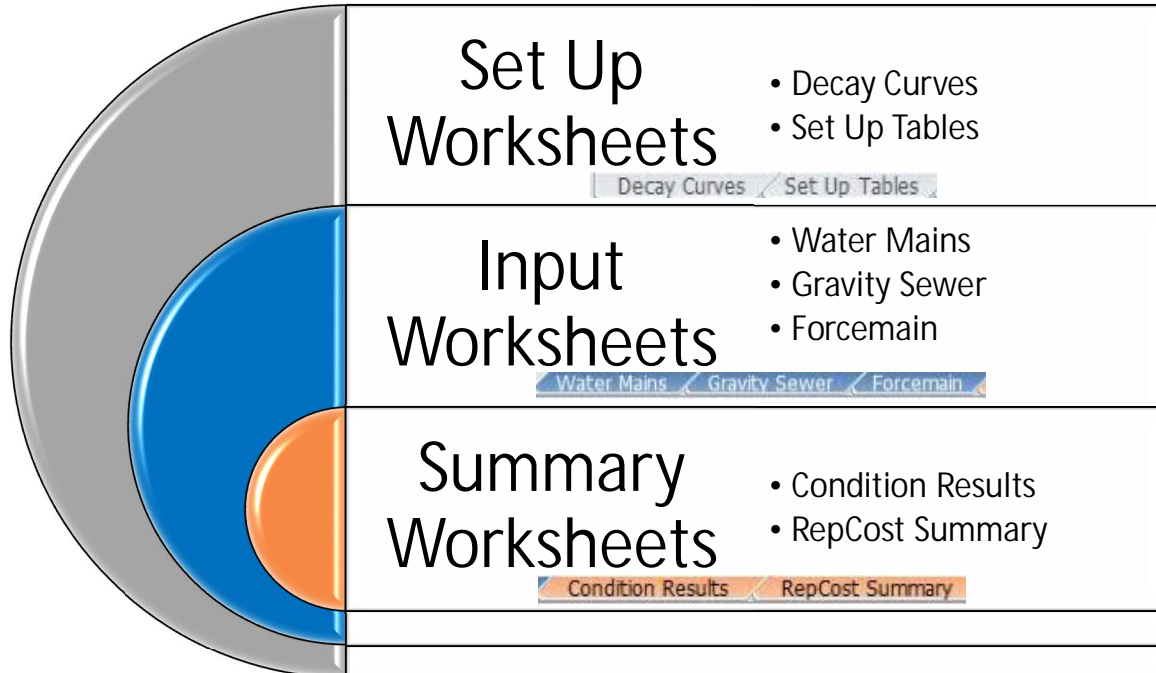 Set Up
Worksheets
• Decay Curves
• Set Up Tables
Decay Curves Set Up Tables
Input
Worksheets
• Water Mains
• Gravity Sewer
• Forcemain
Water Mains Gravity Sewer Forcemain
Summary
Worksheets
• Condition Results
• RepCost Summary
Condition Results RepCost Summary